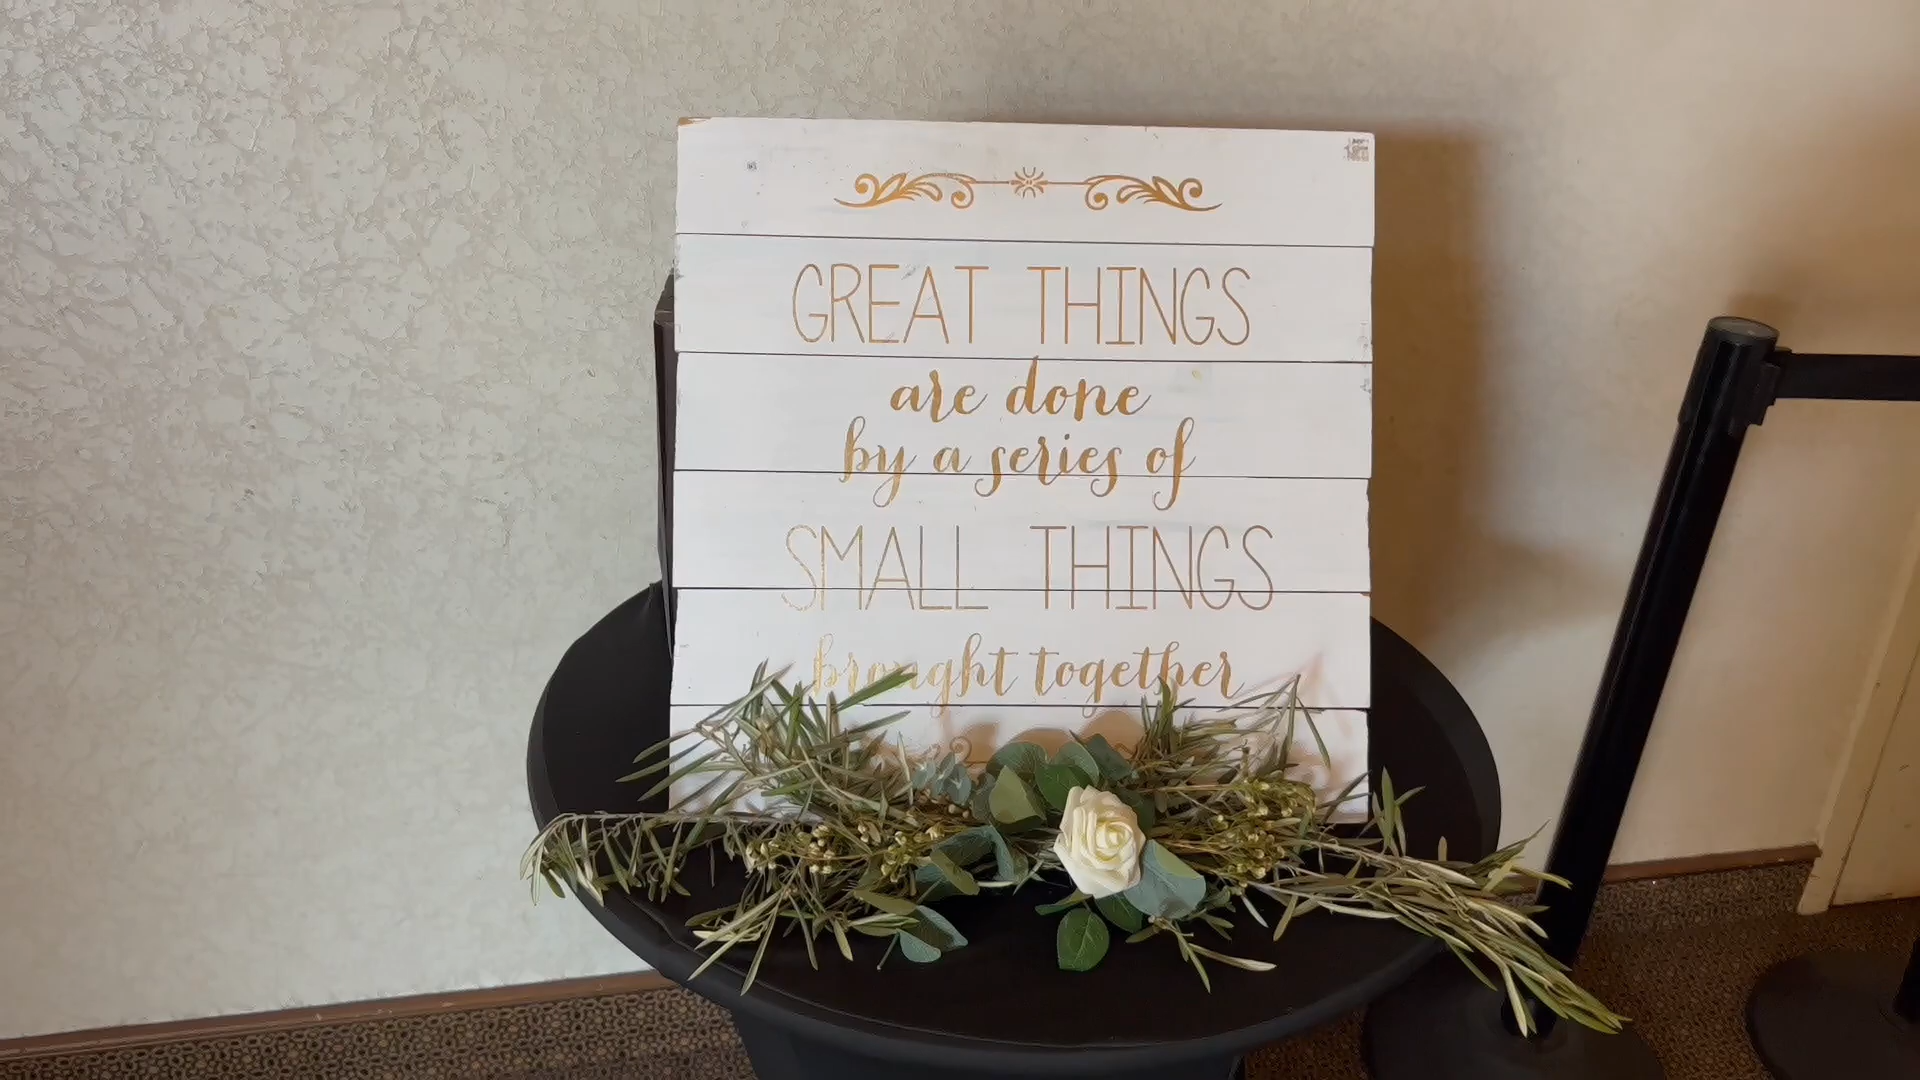 GREAT THINGS
are done
by a series of
SMALL THINGS
brought together